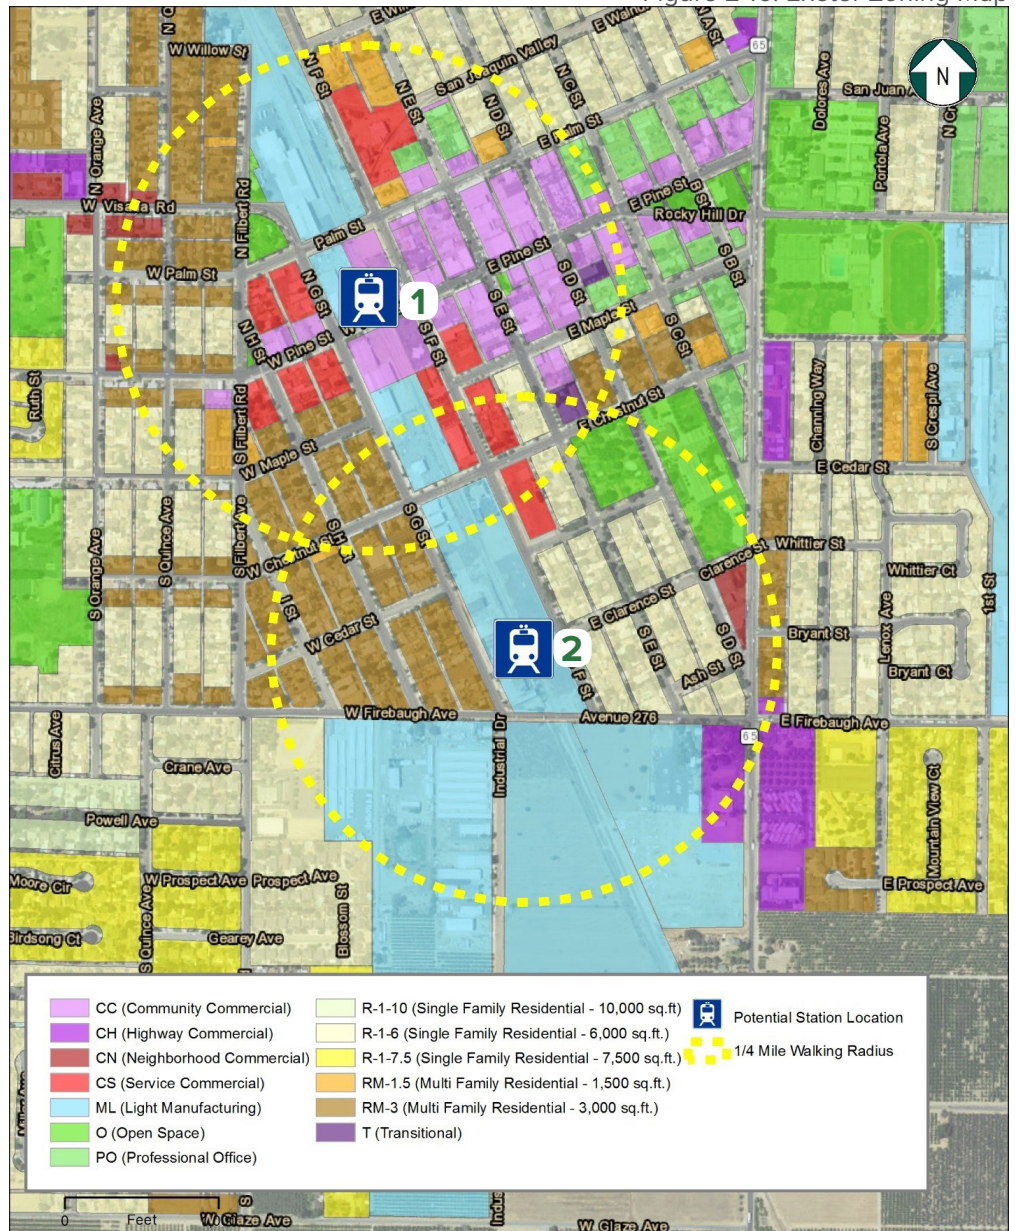 W Willow St
N F St
N E St
San Joaquin Valley
N D St
N C St
E Walnut
A St
65
N
Dolores Ave
San Juan A
Portola Ave
N Orange Ave
E Palm St
W Visalia Rd
N Filbert Rd
Palm St
E Pine St
Rocky Hill Dr
B St
S B St
W Palm St
N G St
1
E Pine St
S D St
S E St
E Maple St
S C St
N H St
W Pine St
S F St
Ruth St
S Filbert Rd
Channing Way
S Crespi Ave
E Chestnut St
W Maple St
E Cedar St
S Quince Ave
S Filbert Ave
S G St
S H St
W Chestnut St
S Orange Ave
Clarence St
Whittier St
Whittier Ct
1st St
I St
W Cedar St
E Clarence St
2
S E St
S D St
Ash St
F St
Bryant St
Lenox Ave
Bryant Ct
W Firebaugh Ave
Avenue 276
E Firebaugh Ave
65
Citrus Ave
Crane Ave
Industrial Dr
Mountain View Ct
Powell Ave
Moore Cir
W Prospect Ave
Prospect Ave
E Prospect Ave
Birdsong Ct
S Quince Ave
Gearey Ave
Blossom St
CC (Community Commercial)
CH (Highway Commercial)
CN (Neighborhood Commercial)
CS (Service Commercial)
ML (Light Manufacturing)
O (Open Space)
PO (Professional Office)
R-1-10 (Single Family Residential - 10,000 sq.ft)
R-1-6 (Single Family Residential - 6,000 sq.ft.)
R-1-7.5 (Single Family Residential - 7,500 sq.ft.)
RM-1.5 (Multi Family Residential - 1,500 sq.ft.)
RM-3 (Multi Family Residential - 3,000 sq.ft.)
T (Transitional)
Potential Station Location
1/4 Mile Walking Radius
0 Feet
W Glaze Ave
W Glaze Ave